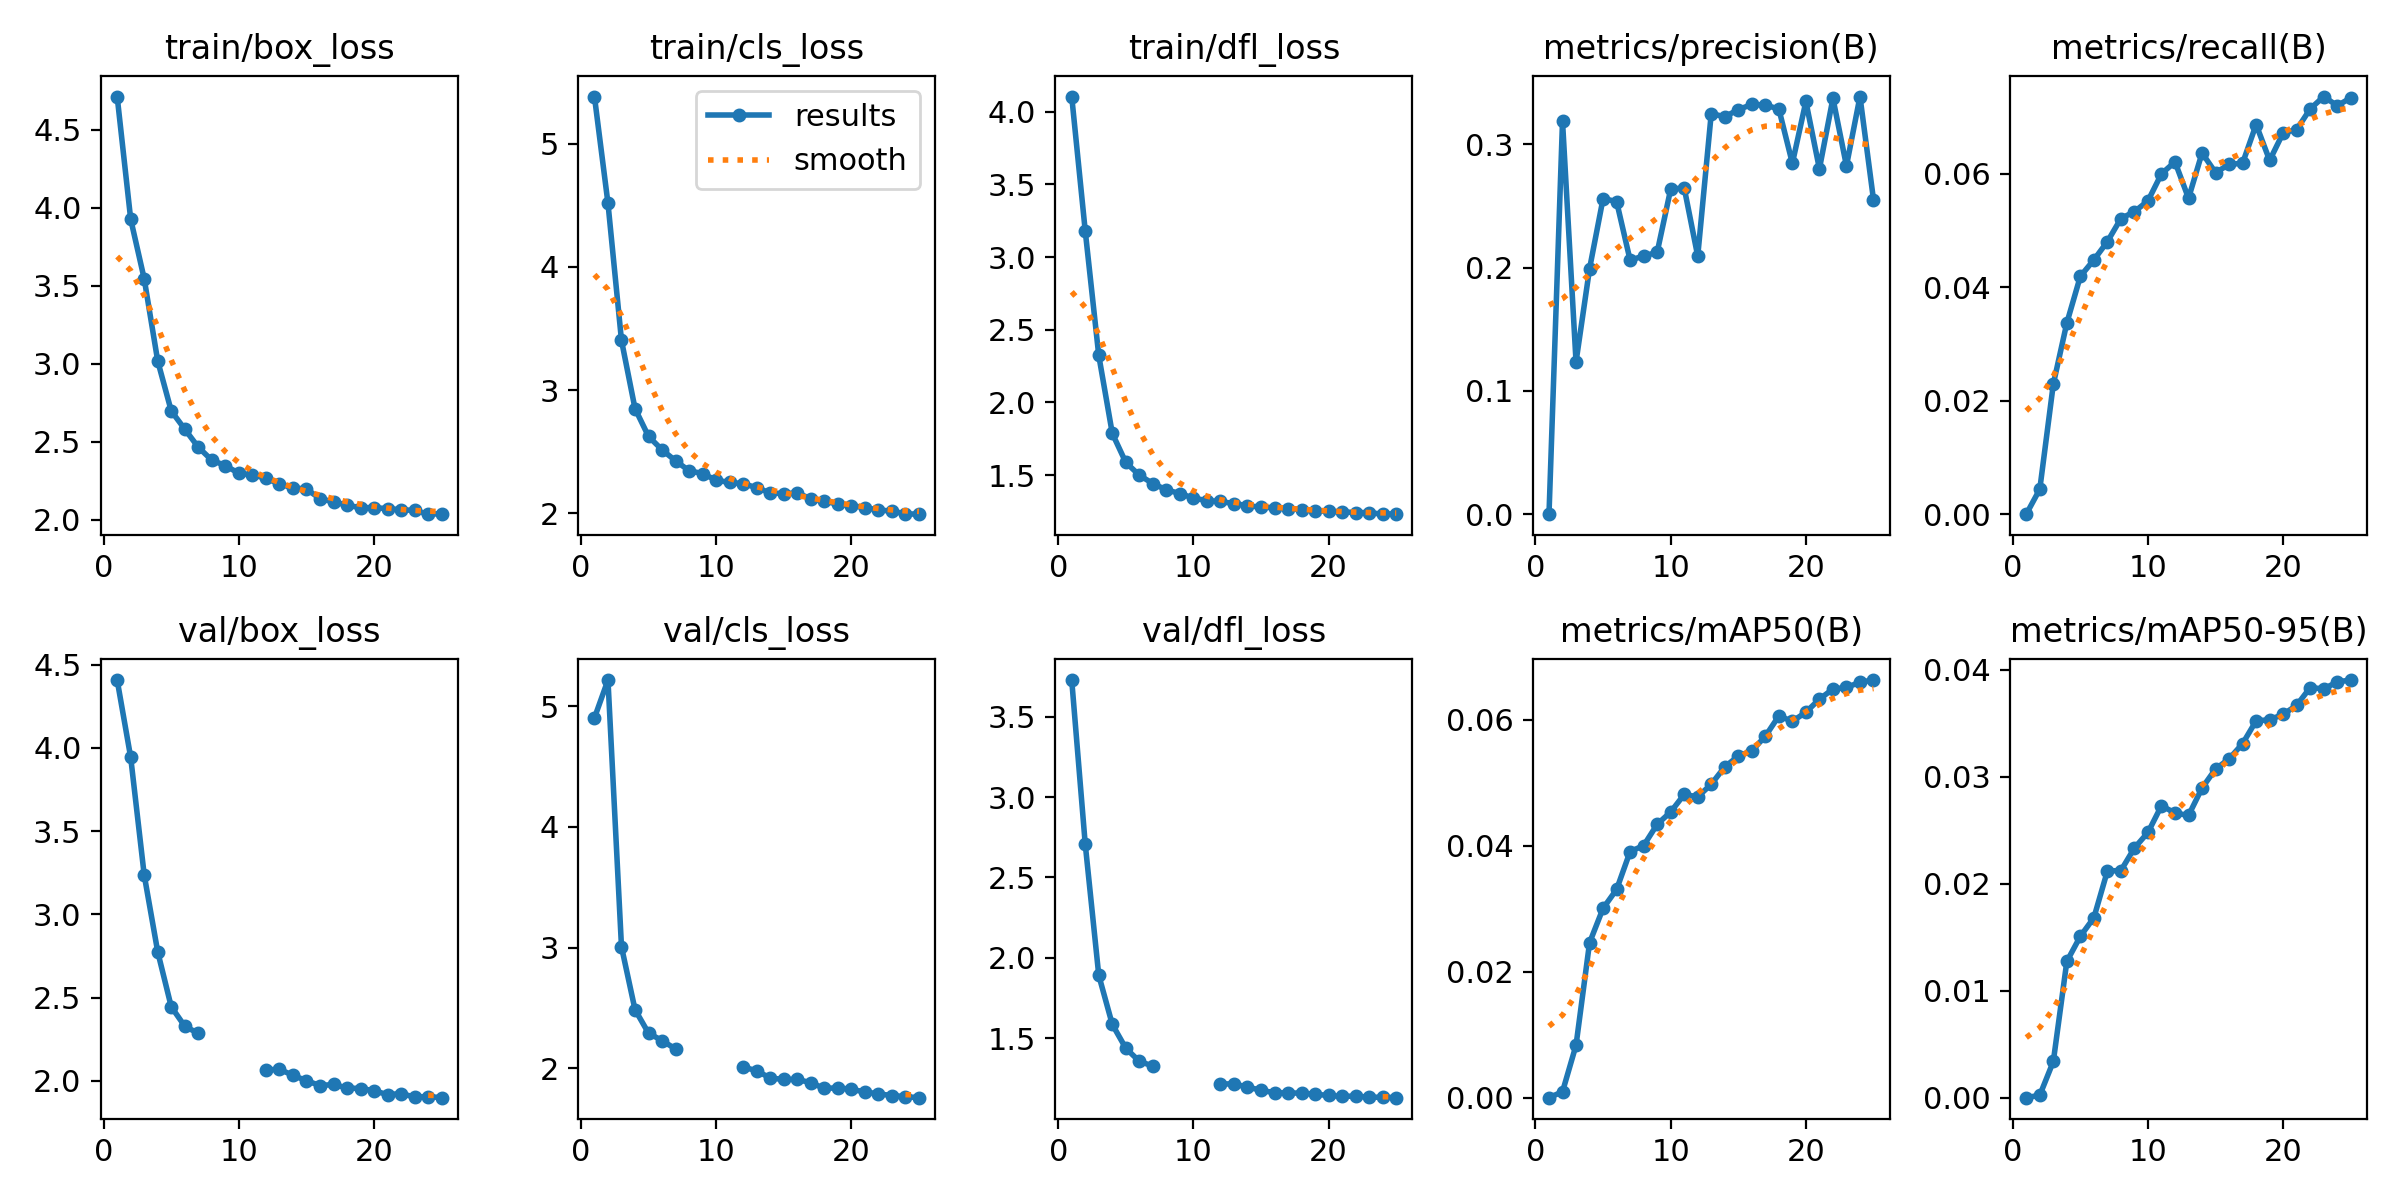 train/box_loss
4.5
4.0
3.5
3.0
2.5
2.0
0 10 20
train/cls_loss
results
smooth
5
4
3
2
0 10 20
train/dfl_loss
4.0
3.5
3.0
2.5
2.0
1.5
0 10 20
metrics/precision(B)
0.3
0.2
0.1
0.0
0 10 20
metrics/recall(B)
0.06
0.04
0.02
0.00
0 10 20
val/box_loss
4.5
4.0
3.5
3.0
2.5
2.0
0 10 20
val/cls_loss
5
4
3
2
0 10 20
val/dfl_loss
3.5
3.0
2.5
2.0
1.5
0 10 20
metrics/mAP50(B)
0.06
0.04
0.02
0.00
0 10 20
metrics/mAP50-95(B)
0.04
0.03
0.02
0.01
0.00
0 10 20